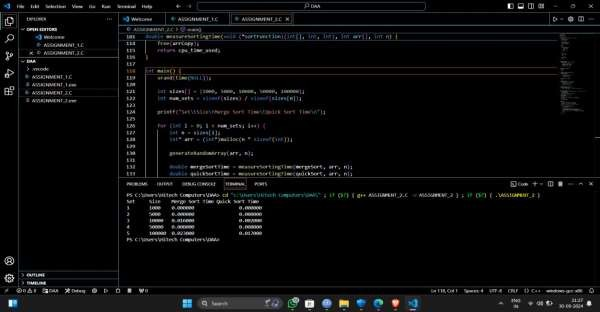 File Edit Selection View Go Run Terminal Help
DAA
EXPLORER
OPEN EDITORS
Welcome
ASSIGNMENT_1.C
ASSIGNMENT_2.C
DAA
.vscode
ASSIGNMENT_1.C
ASSIGNMENT_1.exe
ASSIGNMENT_2.C
ASSIGNMENT_2.exe
OUTLINE
TIMELINE
Welcome ASSIGNMENT_1.C ASSIGNMENT_2.C
ASSIGNMENT_2.C > main()
103 double measureSortingTime(void (*sortFunction)(int[], int, int), int arr[], int n) {
114 free(arrCopy);
115 return cpu_time_used;
116 }
117
118 int main() {
119 srand(time(NULL));
120
121 int sizes[] = {1000, 5000, 10000, 50000, 100000};
122 int num_sets = sizeof(sizes) / sizeof(sizes[0]);
123
124 printf("Set\tSize\tMerge Sort Time\tQuick Sort Time\n");
125
126 for (int i = 0; i < num_sets; i++) {
127 int n = sizes[i];
128 int* arr = (int*)malloc(n * sizeof(int));
129
130 generateRandomArray(arr, n);
131
132 double mergeSortTime = measureSortingTime(mergeSort, arr, n);
133 double quickSortTime = measureSortingTime(quickSort, arr, n);
PROBLEMS OUTPUT DEBUG CONSOLE TERMINAL PORTS
Code
PS C:\Users\Hitech Computers\DAA> cd "c:\Users\Hitech Computers\DAA\" ; if ($?) { g++ ASSIGNMENT_2.C -o ASSIGNMENT_2 } ; if ($?) { .\ASSIGNMENT_2 }
Set Size Merge Sort Time Quick Sort Time
1 1000 0.000000 0.000000
2 5000 0.000000 0.000000
3 10000 0.016000 0.000000
4 50000 0.000000 0.000000
5 100000 0.023000 0.017000
PS C:\Users\Hitech Computers\DAA>
0 0 DAA Debug
Ln 118, Col 1 Spaces: 4 UTF-8 CRLF C++ windows-gcc-x86
Search
ENG
IN
21:27
30-09-2024